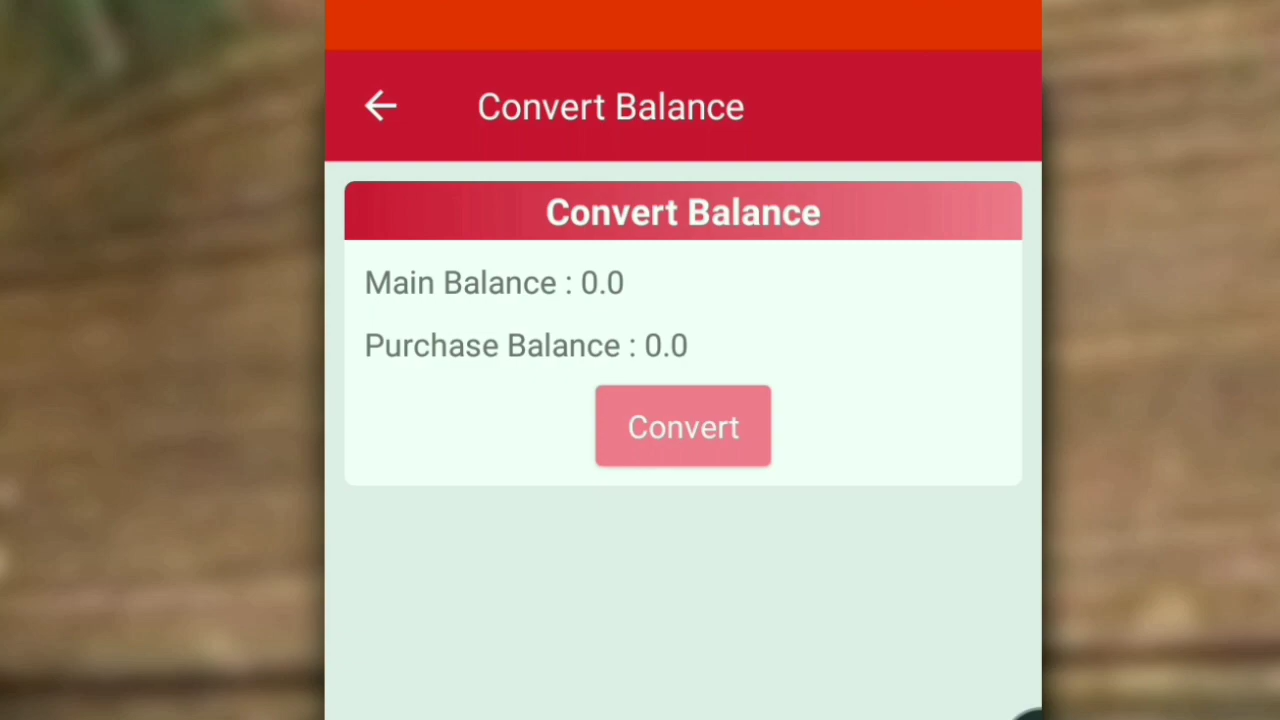 Convert Balance
Convert Balance
Main Balance : 0.0
Purchase Balance : 0.0
Convert